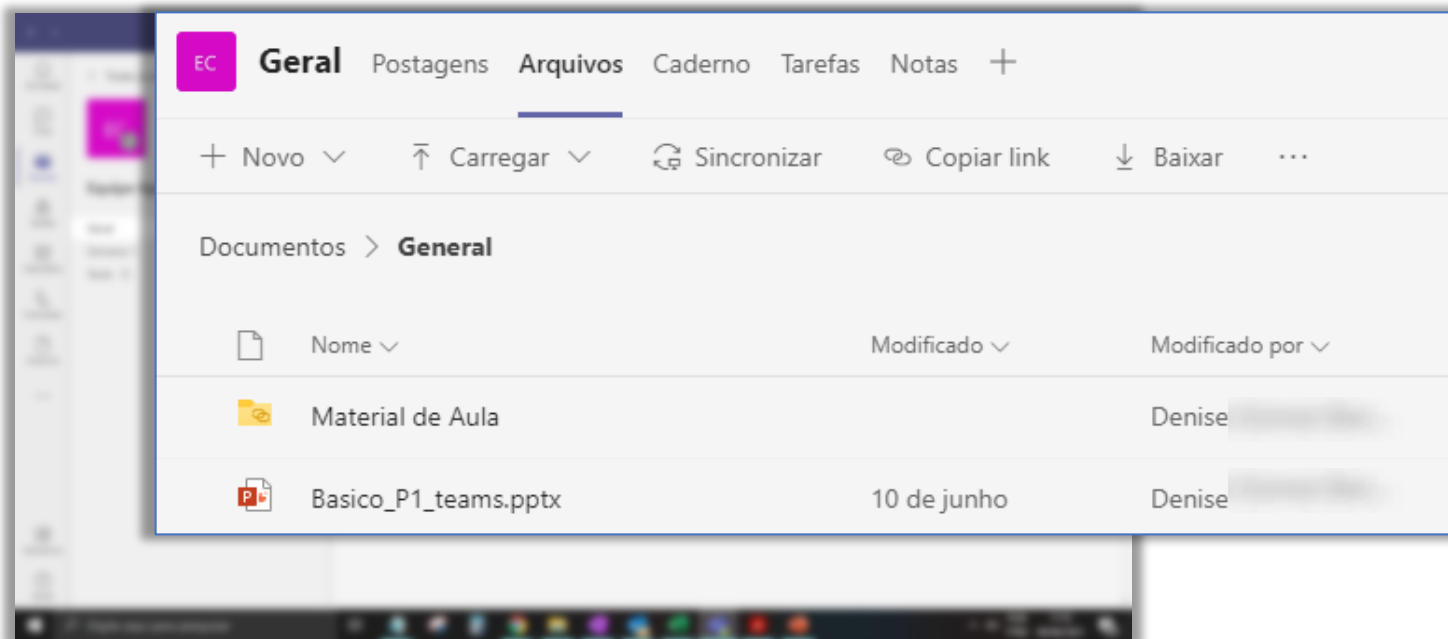 EC Geral Postagens Arquivos Caderno Tarefas Notas
Novo Carregar Sincronizar Copiar link Baixar ...
Documentos > General
Nome Modificado Modificado por
Material de Aula Denise
Basico_P1_teams.pptx 10 de junho Denise